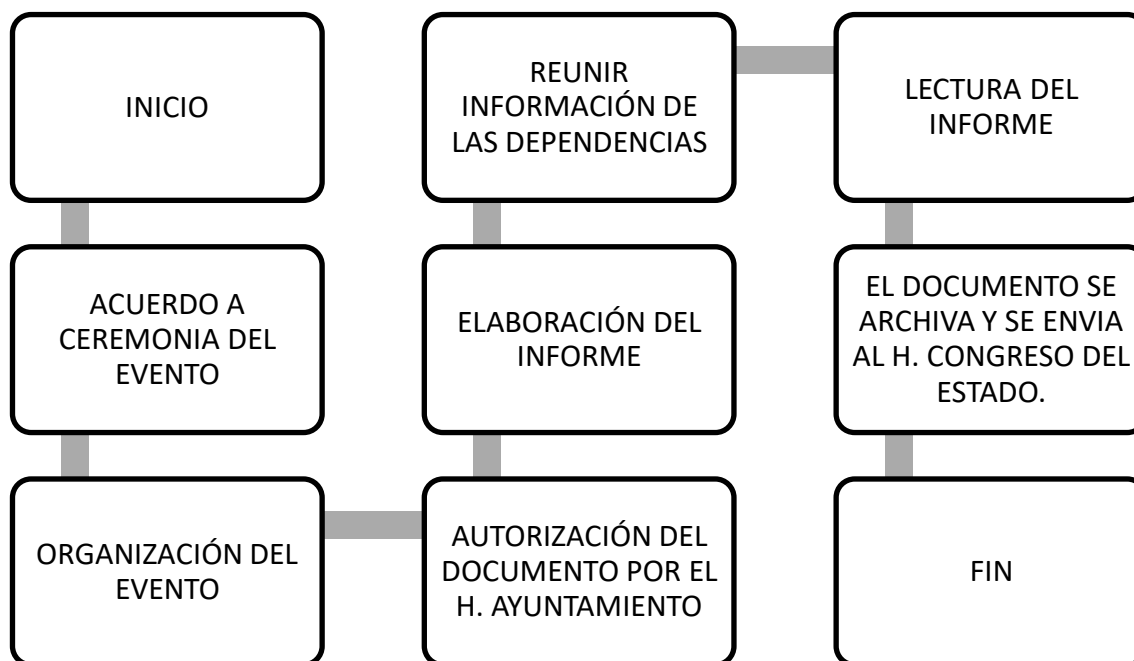 INICIO
ACUERDO A
CEREMONIA DEL
EVENTO
ORGANIZACIÓN DEL
EVENTO
AUTORIZACIÓN DEL
DOCUMENTO POR EL
H. AYUNTAMIENTO
ELABORACIÓN DEL
INFORME
REUNIR
INFORMACIÓN DE
LAS DEPENDENCIAS
LECTURA DEL
INFORME
EL DOCUMENTO SE
ARCHIVA Y SE ENVIA
AL H. CONGRESO DEL
ESTADO.
FIN